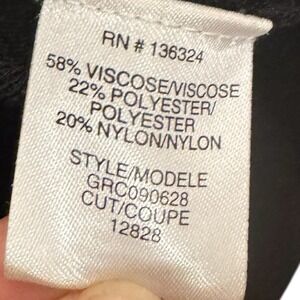 RN # 136324
58% VISCOSE/VISCOSE
22% POLYESTER/
POLYESTER
20% NYLON/NYLON
STYLE/MODELE
GRC090628
CUT/COUPE
12828